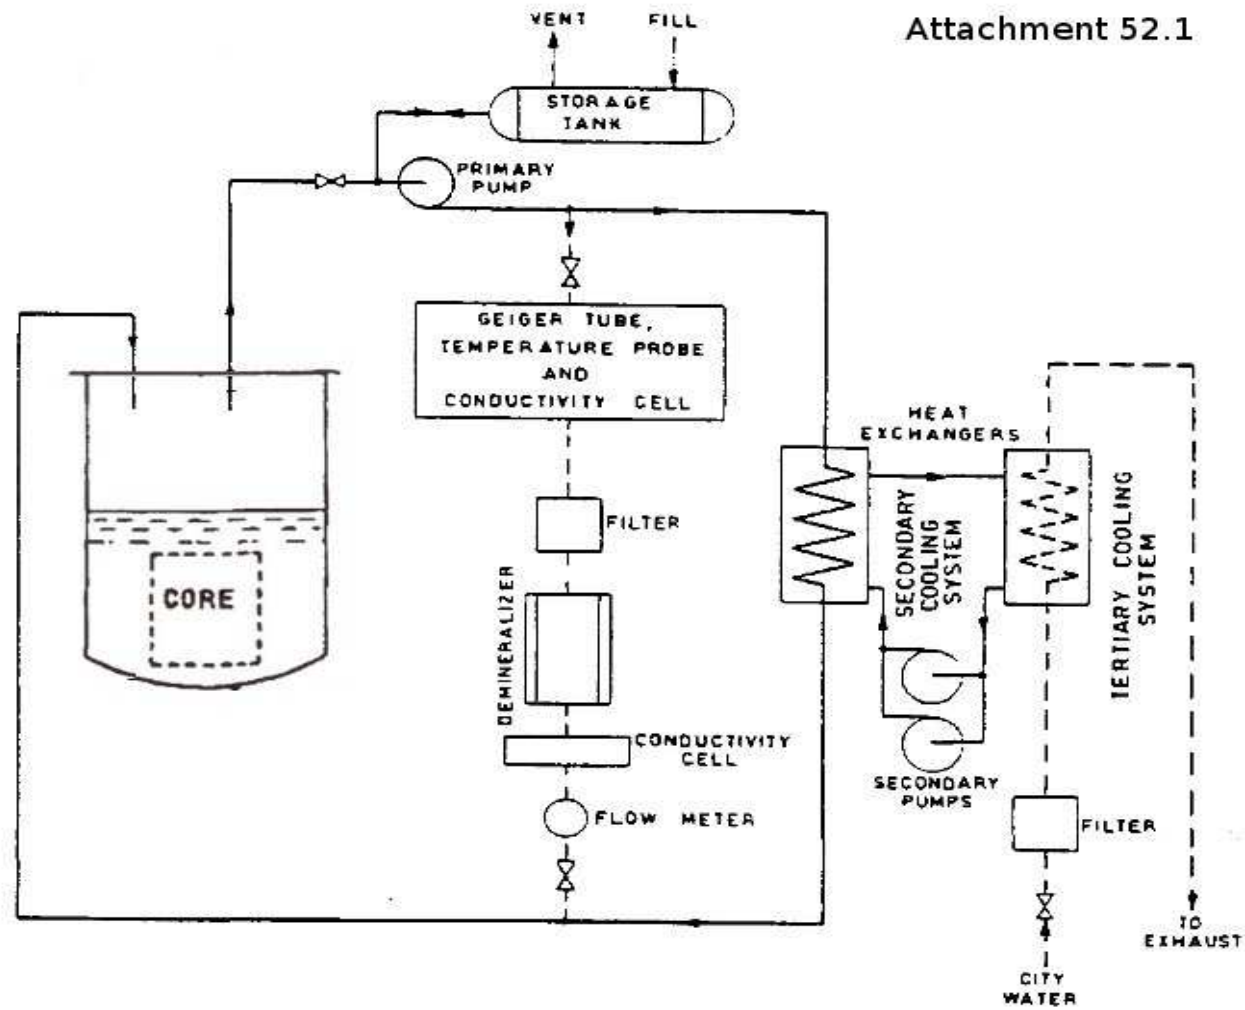 Attachment 52.1
VENT
FILL
STORAGE
TANK
PRIMARY
PUMP
GEIGER TUBE,
TEMPERATURE PROBE
AND
CONDUCTIVITY CELL
HEAT
EXCHANGERS
FILTER
CORE
DEMINERALIZER
SECONDARY
COOLING
SYSTEM
TERTIARY COOLING
SYSTEM
CONDUCTIVITY
CELL
SECONDARY
PUMPS
FLOW METER
FILTER
TO
EXHAUST
CITY
WATER